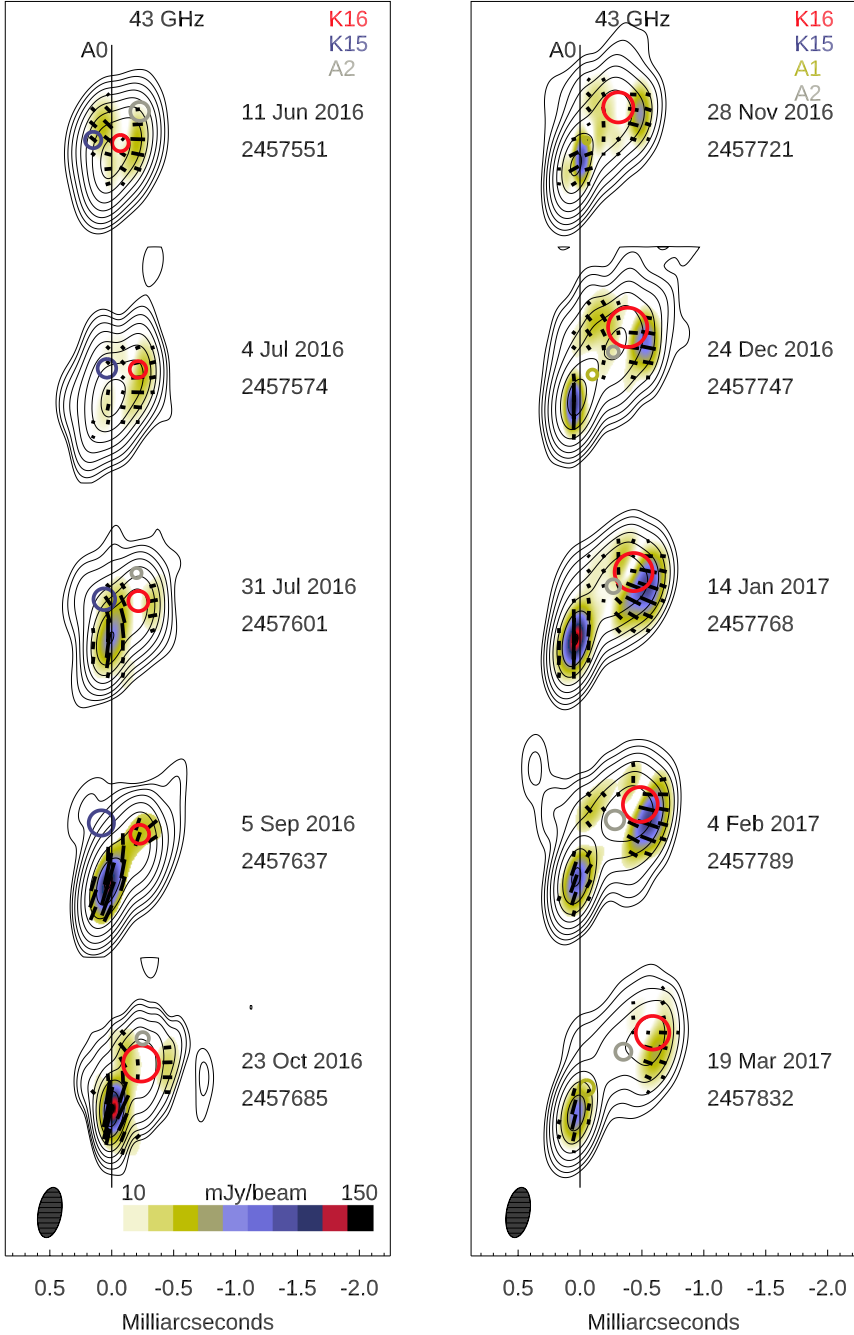 43 GHz
K16
K15
A2
A0
11 Jun 2016
2457551
4 Jul 2016
2457574
31 Jul 2016
2457601
5 Sep 2016
2457637
23 Oct 2016
2457685
10 mJy/beam 150
0.5 0.0 -0.5 -1.0 -1.5 -2.0
Milliarcseconds
43 GHz
K16
K15
A1
A2
A0
28 Nov 2016
2457721
24 Dec 2016
2457747
14 Jan 2017
2457768
4 Feb 2017
2457789
19 Mar 2017
2457832
0.5 0.0 -0.5 -1.0 -1.5 -2.0
Milliarcseconds